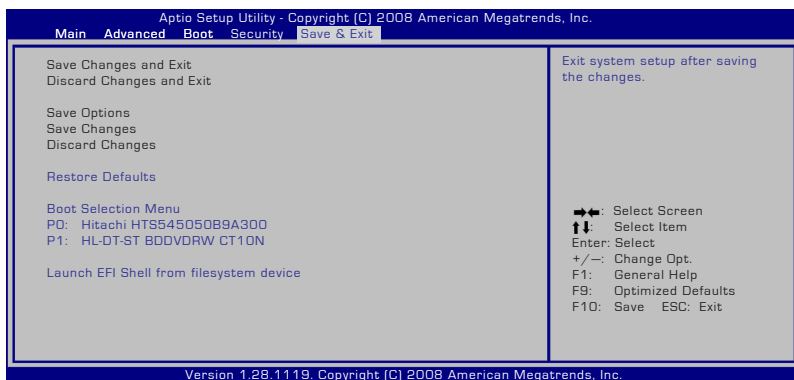 Aptio Setup Utility - Copyright (C) 2008 American Megatrends, Inc.
Main Advanced Boot Security Save & Exit
Save Changes and Exit
Discard Changes and Exit
Save Options
Save Changes
Discard Changes
Restore Defaults
Boot Selection Menu
P0: Hitachi HTS545050B9A300
P1: HL-DT-ST BDDVDRW CT10N
Launch EFI Shell from filesystem device
Exit system setup after saving
the changes.
→←: Select Screen
↑↓: Select Item
Enter: Select
+/—: Change Opt.
F1: General Help
F9: Optimized Defaults
F10: Save ESC: Exit
Version 1.28.1119. Copyright (C) 2008 American Megatrends, Inc.